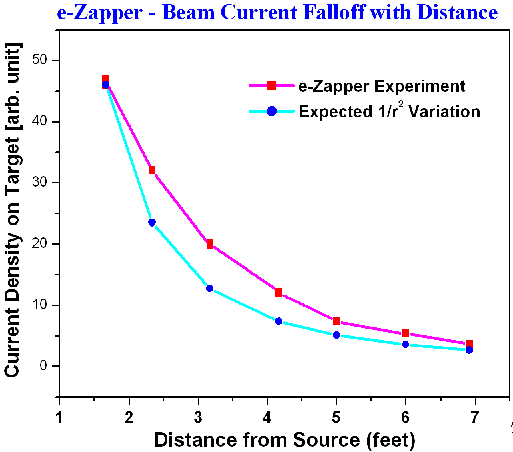 e-Zapper - Beam Current Falloff with Distance
50
40
30
20
10
0
Current Density on Target [arb. unit]
e-Zapper Experiment
Expected 1/r² Variation
1 2 3 4 5 6 7
Distance from Source (feet)